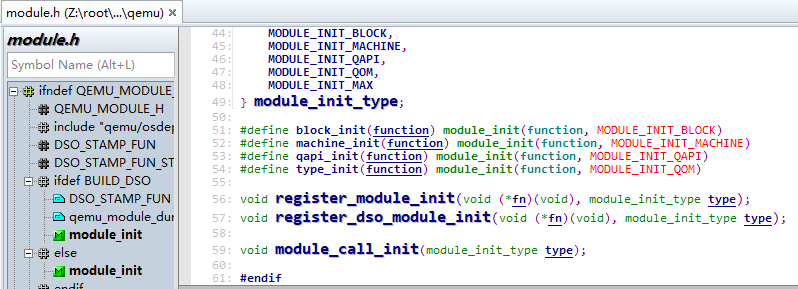 module.h (Z:\root\...\qemu)
module.h
Symbol Name (Alt+L)
ifndef QEMU_MODULE_
QEMU_MODULE_H
include "qemu/osdep
DSO_STAMP_FUN
DSO_STAMP_FUN_ST
ifdef BUILD_DSO
DSO_STAMP_FUN
qemu_module_dur
module_init
else
module_init
endif
44: MODULE_INIT_BLOCK,
45: MODULE_INIT_MACHINE,
46: MODULE_INIT_QAPI,
47: MODULE_INIT_QOM,
48: MODULE_INIT_MAX
49: } module_init_type;
50:
51: #define block_init(function) module_init(function, MODULE_INIT_BLOCK)
52: #define machine_init(function) module_init(function, MODULE_INIT_MACHINE)
53: #define qapi_init(function) module_init(function, MODULE_INIT_QAPI)
54: #define type_init(function) module_init(function, MODULE_INIT_QOM)
55:
56: void register_module_init(void (*fn)(void), module_init_type type);
57: void register_dso_module_init(void (*fn)(void), module_init_type type);
58:
59: void module_call_init(module_init_type type);
60:
61: #endif